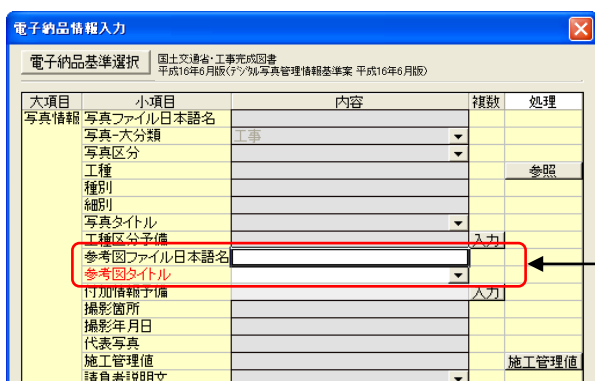 電子納品情報入力
電子納品基準選択
国土交通省・工事完成図書
平成16年6月版(デジタル写真管理情報基準案 平成16年6月版)
大項目 小項目 内容 複数 処理
写真情報 写真ファイル日本語名
写真-大分類 工事
写真区分
工種 参照
種別
細別
写真タイトル
工種区分予備 入力
参考図ファイル日本語名
参考図タイトル
付加情報予備 入力
撮影箇所
撮影年月日
代表写真
施工管理値 施工管理値
請負者説明文